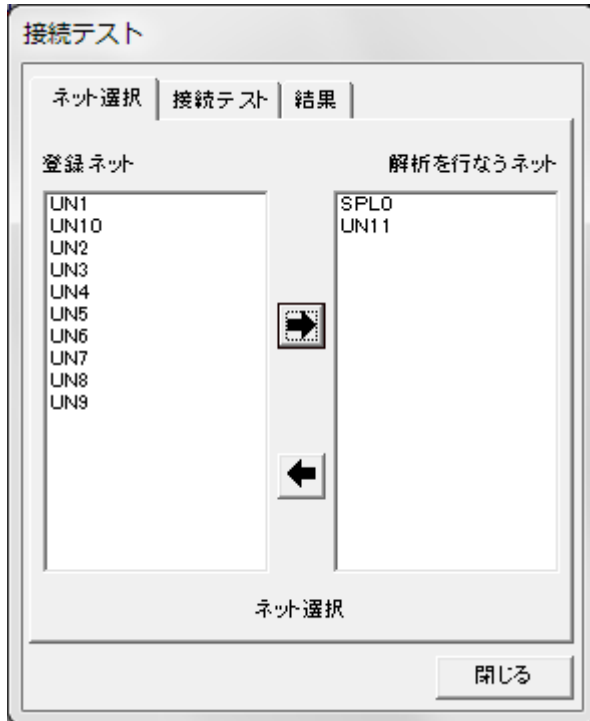 接続テスト
ネット選択 接続テスト 結果
登録ネット 解析を行なうネット
UN1
UN10
UN2
UN3
UN4
UN5
UN6
UN7
UN8
UN9
SPL0
UN11
ネット選択
閉じる